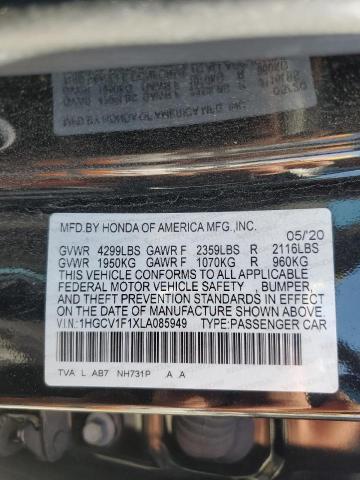 MFD.BY HONDA OF AMERICA MFG.,INC.
05/'20
GVWR 4299LBS GAWR F 2359LBS R 2116LBS
GVWR 1950KG GAWR F 1070KG R 960KG
THIS VEHICLE CONFORMS TO ALL APPLICABLE
FEDERAL MOTOR VEHICLE SAFETY , BUMPER,
AND THEFT PREVENTION STANDARDS IN EFFECT
ON THE DATE OF MANUFACTURE SHOWN ABOVE.
V.I.N:1HGCV1F1XLA085949 TYPE:PASSENGER CAR
TVA L AB7 NH731P A A